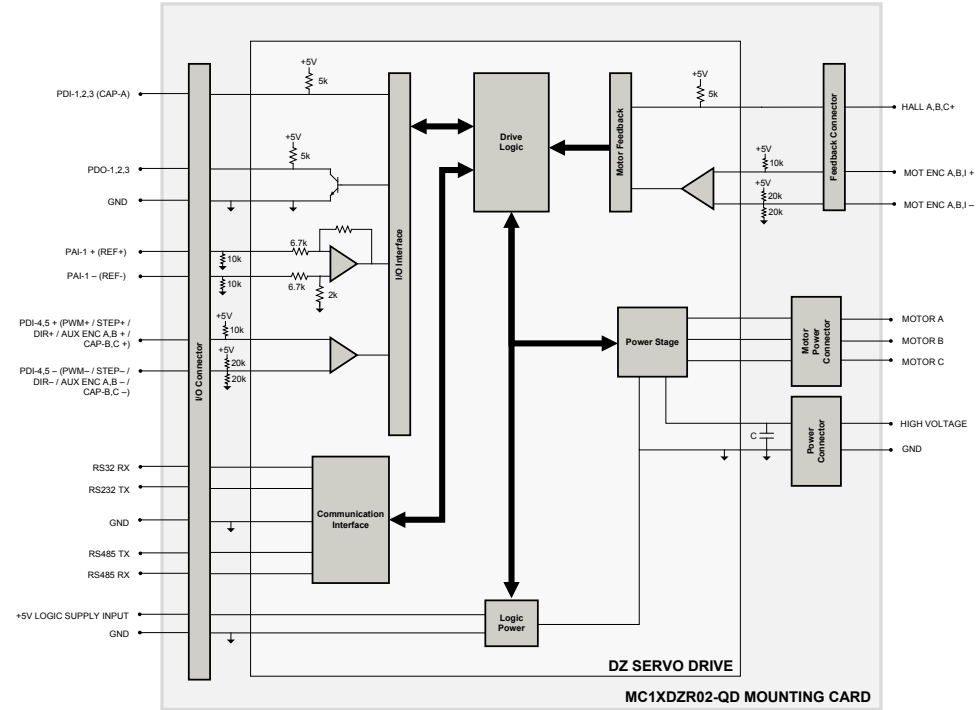 PDI-1,2,3 (CAP-A)
PDO-1,2,3
GND
PAI-1 + (REF+)
PAI-1 – (REF-)
PDI-4,5 + (PWM+ / STEP+ /
DIR+ / AUX ENC A,B + /
CAP-B,C +)
PDI-4,5 – (PWM– / STEP– /
DIR– / AUX ENC A,B – /
CAP-B,C –)
RS32 RX
RS232 TX
GND
RS485 TX
RS485 RX
+5V LOGIC SUPPLY INPUT
GND
I/O Connector
+5V
5k
+5V
5k
6.7k
10k
6.7k
10k
2k
+5V
10k
+5V
20k
20k
I/O Interface
Communication
Interface
Drive
Logic
Logic
Power
Motor Feedback
+5V
5k
+5V
10k
+5V
20k
20k
Feedback Connector
HALL A,B,C+
MOT ENC A,B,I +
MOT ENC A,B,I –
Power Stage
Motor
Power
Connector
MOTOR A
MOTOR B
MOTOR C
C
Power
Connector
HIGH VOLTAGE
GND
DZ SERVO DRIVE
MC1XDZR02-QD MOUNTING CARD